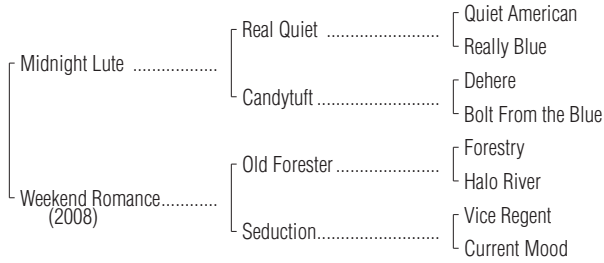 Quiet American
Real Quiet ..................
Really Blue
Midnight Lute .................
Dehere
Candytuft .......................
Bolt From the Blue
Forestry
Old Forester .................
Halo River
Weekend Romance............
(2008)
Vice Regent
Seduction.......................
Current Mood